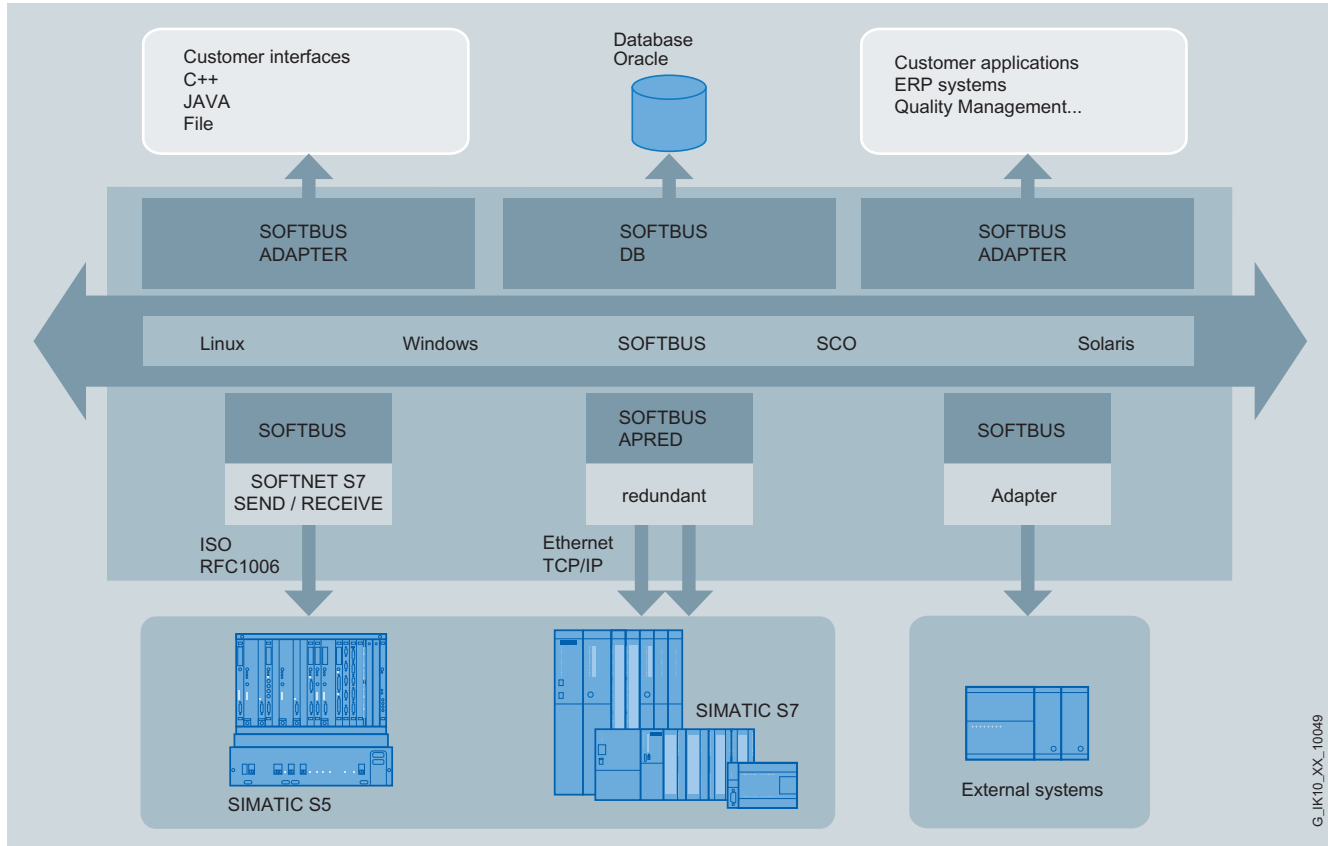 Customer interfaces
C++
JAVA
File
Database
Oracle
Customer applications
ERP systems
Quality Management...
SOFTBUS
ADAPTER
SOFTBUS
DB
SOFTBUS
ADAPTER
Linux
Windows
SOFTBUS
SCO
Solaris
SOFTBUS
SOFTNET S7
SEND / RECEIVE
SOFTBUS
APRED
redundant
SOFTBUS
Adapter
ISO
RFC1006
Ethernet
TCP/IP
SIMATIC S5
SIMATIC S7
External systems
G_IK10_XX_10049